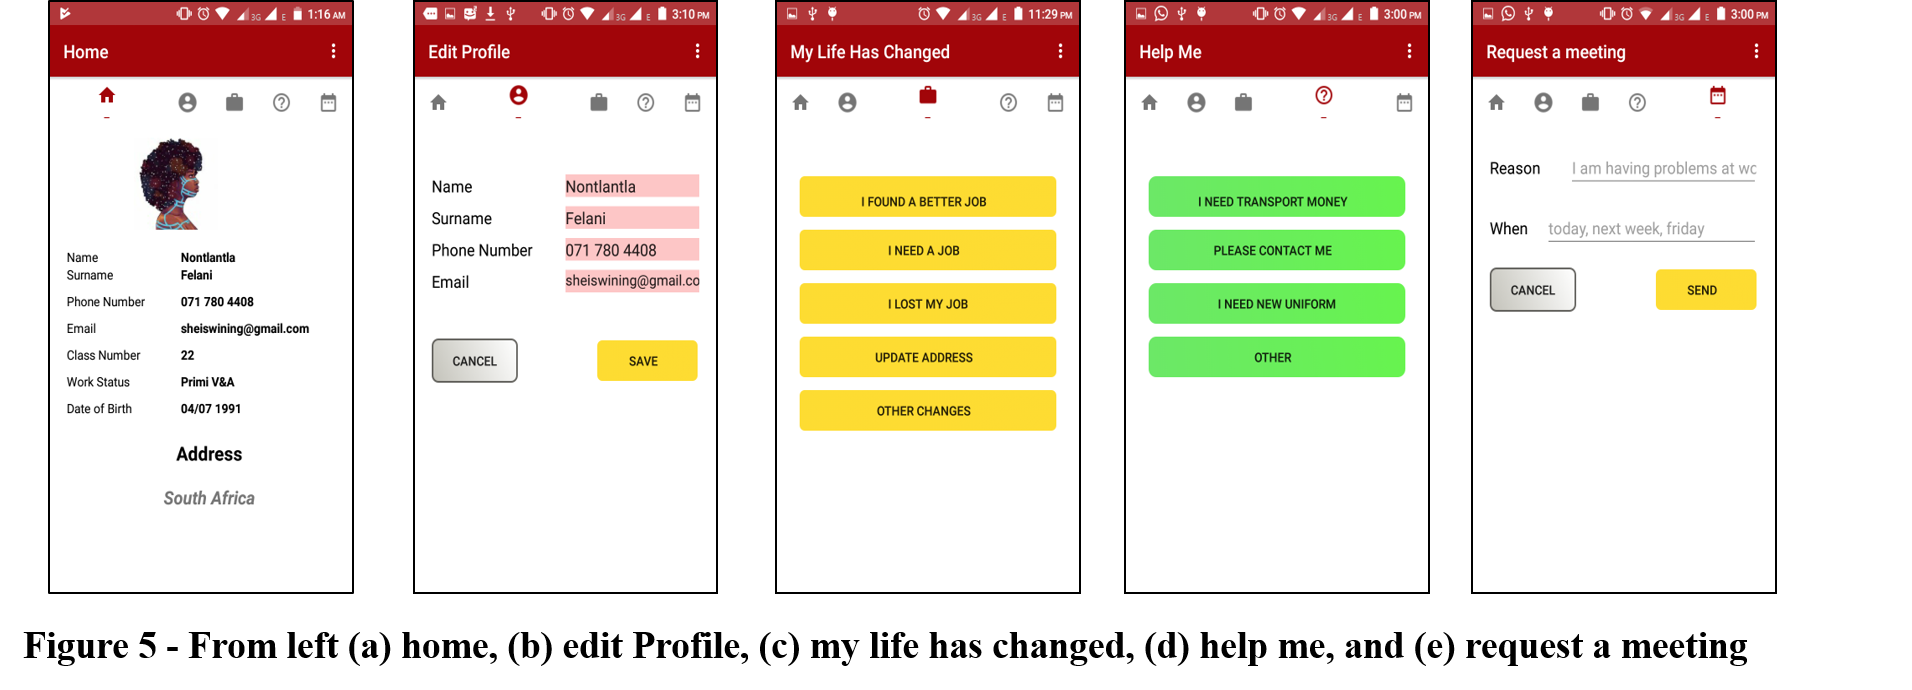 3G E 1:16 AM
Home
Name Nontlantla
Surname Felani
Phone Number 071 780 4408
Email sheiswining@gmail.com
Class Number 22
Work Status Primi V&A
Date of Birth 04/07 1991
Address
South Africa
3G E 3:10 PM
Edit Profile
Name Nontlantla
Surname Felani
Phone Number 071 780 4408
Email sheiswining@gmail.co
CANCEL SAVE
3G E 11:29 PM
My Life Has Changed
I FOUND A BETTER JOB
I NEED A JOB
I LOST MY JOB
UPDATE ADDRESS
OTHER CHANGES
3G E 3:00 PM
Help Me
I NEED TRANSPORT MONEY
PLEASE CONTACT ME
I NEED NEW UNIFORM
OTHER
3G E 3:00 PM
Request a meeting
Reason I am having problems at wo
When today, next week, friday
CANCEL SEND
Figure 5 - From left (a) home, (b) edit Profile, (c) my life has changed, (d) help me, and (e) request a meeting